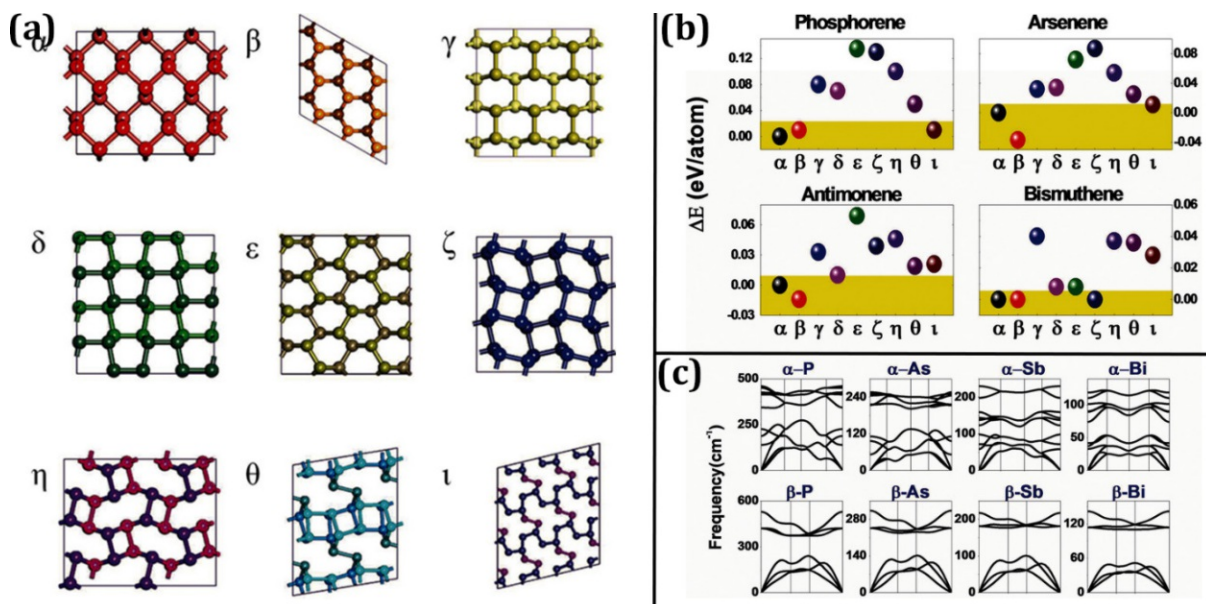 (a)
α
β
γ
δ
ε
ζ
η
θ
ι
(b)
Phosphorene
Arsenene
0.12
0.08
0.04
0.00
0.08
0.04
0.00
-0.04
α β γ δ ε ζ η θ ι
α β γ δ ε ζ η θ ι
ΔE (eV/atom)
Antimonene
Bismuthene
0.06
0.03
0.00
-0.03
0.06
0.04
0.02
0.00
α β γ δ ε ζ η θ ι
α β γ δ ε ζ η θ ι
(c)
α–P
α–As
α–Sb
α–Bi
500
300
150
0
240
120
0
200
100
0
100
50
0
Frequency(cm⁻¹)
β-P
β-As
β-Sb
β-Bi
600
300
0
280
140
0
200
100
0
120
60
0